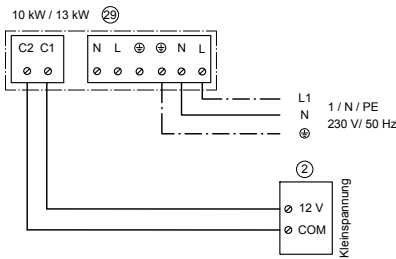 10 kW / 13 kW 29
C2 C1 N L N L
L1
N
1 / N / PE
230 V/ 50 Hz
2
12 V
COM
Kleinspannung